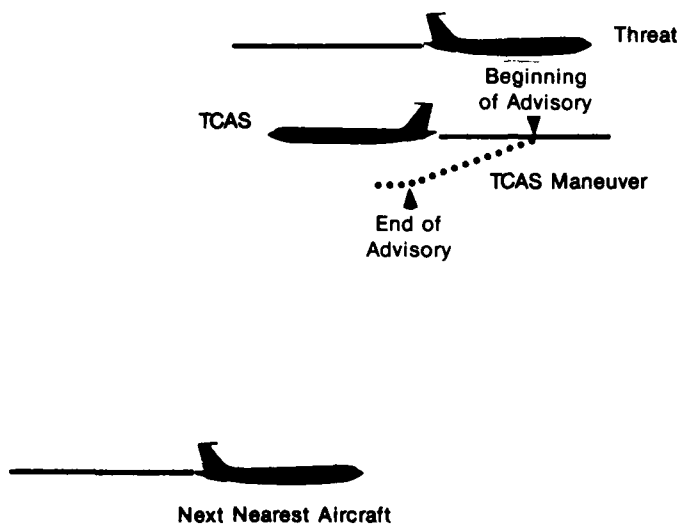 Threat
Beginning
of Advisory
TCAS
TCAS Maneuver
End of
Advisory
Next Nearest Aircraft